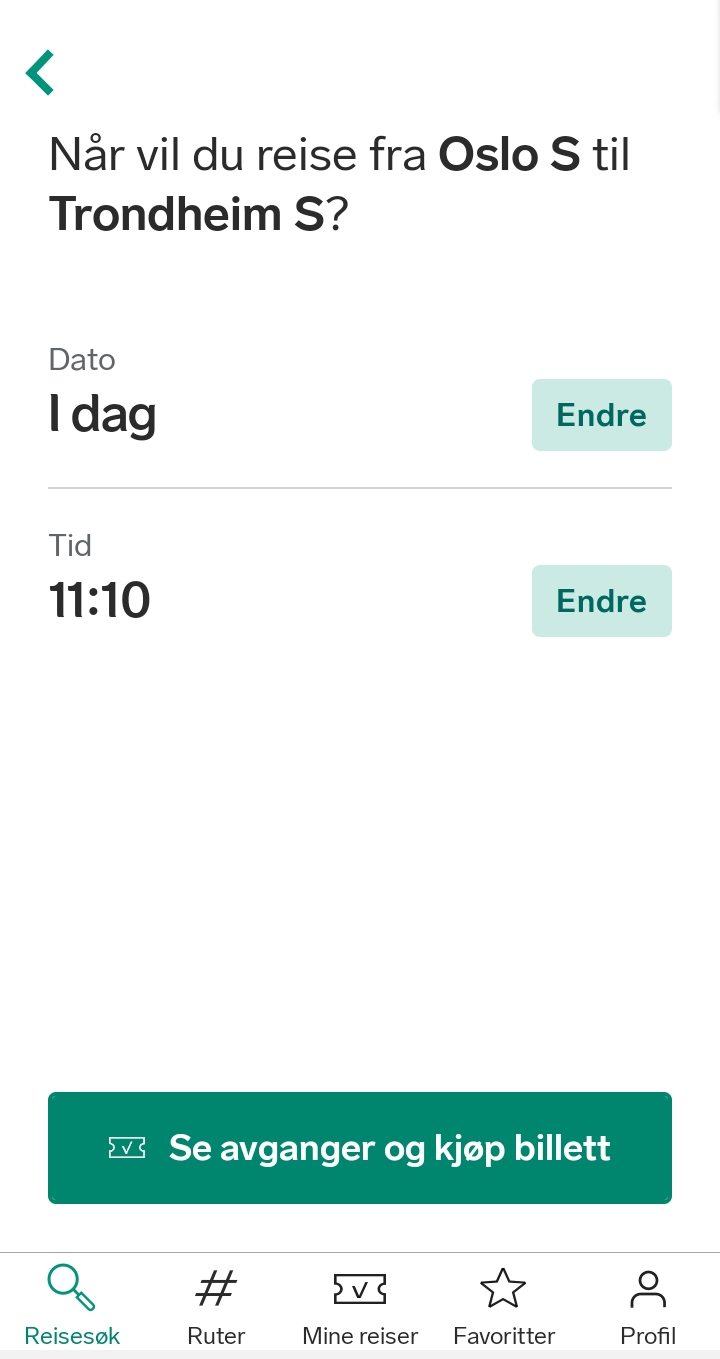 Når vil du reise fra Oslo S til
Trondheim S?
Dato
I dag
Endre
Tid
11:10
Endre
Se avganger og kjøp billett
Reisesøk
Ruter
Mine reiser
Favoritter
Profil